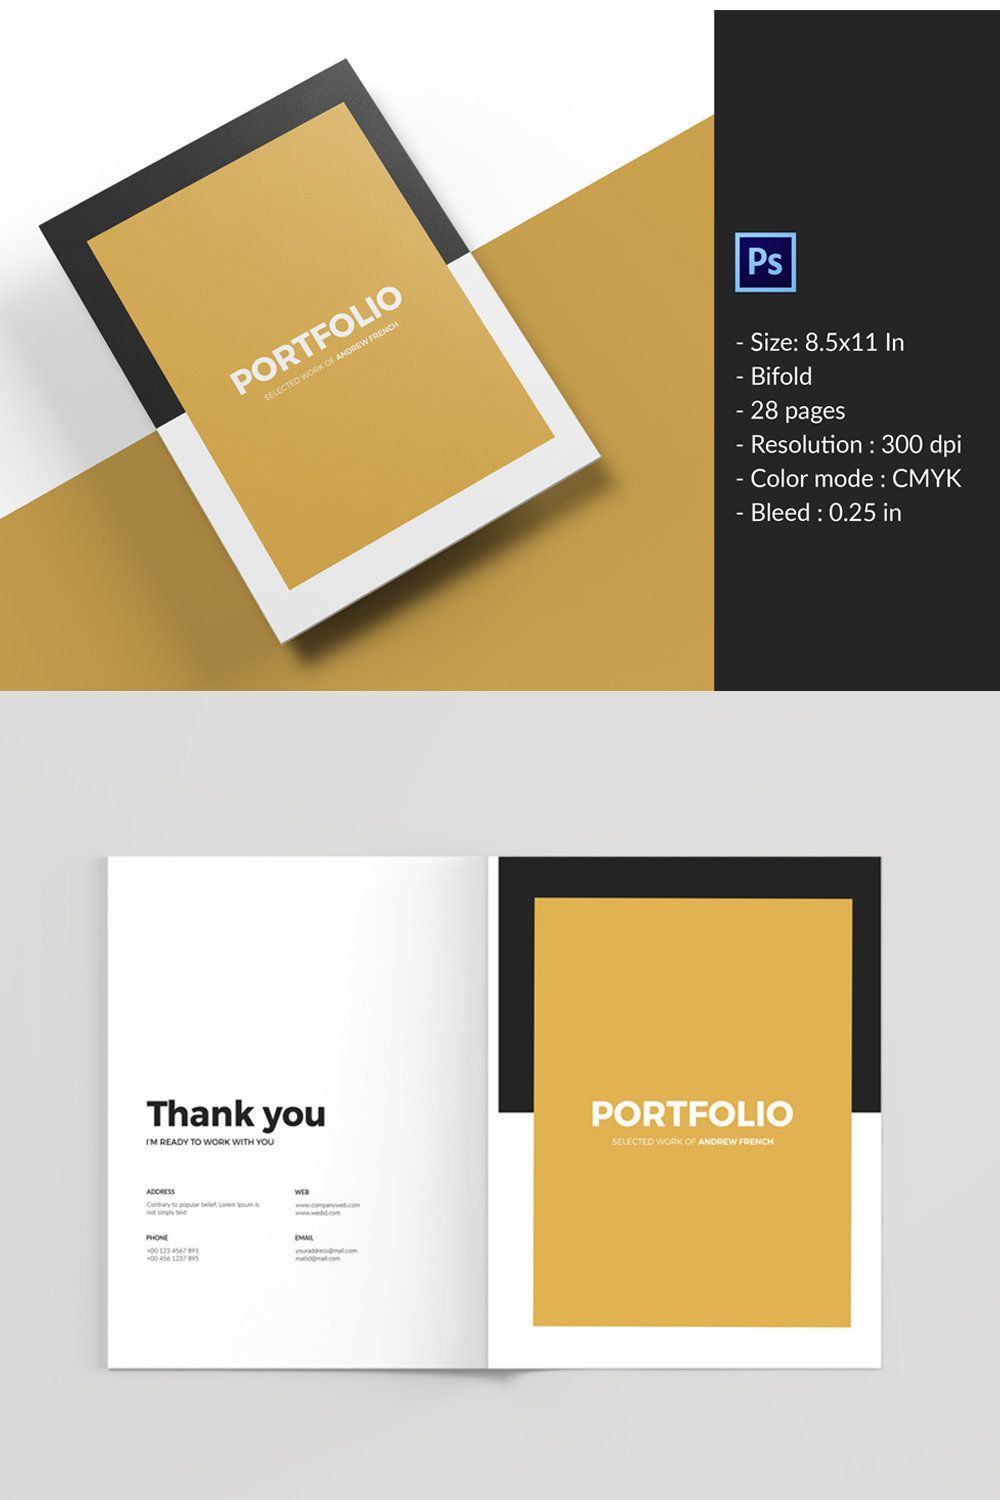 PORTFOLIO
SELECTED WORK OF ANDREW FRENCH
Ps
- Size: 8.5x11 In
- Bifold
- 28 pages
- Resolution : 300 dpi
- Color mode : CMYK
- Bleed : 0.25 in
Thank you
I'M READY TO WORK WITH YOU
ADDRESS
Contrary to popular belief, Lorem Ipsum is
not simply text
PHONE
+00 123 4567 891
+00 456 1237 895
WEB
www.companyweb.com
www.wedid.com
EMAIL
youraddress@mail.com
mailid@mail.com
PORTFOLIO
SELECTED WORK OF ANDREW FRENCH